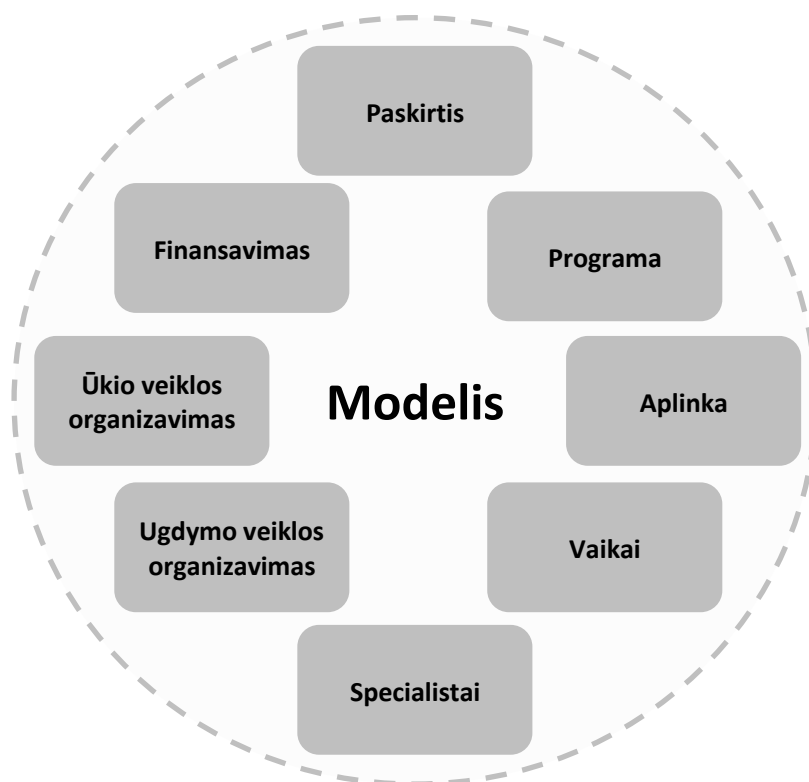 Paskirtis
Finansavimas
Programa
Ūkio veiklos
organizavimas
Modelis
Aplinka
Ugdymo veiklos
organizavimas
Vaikai
Specialistai